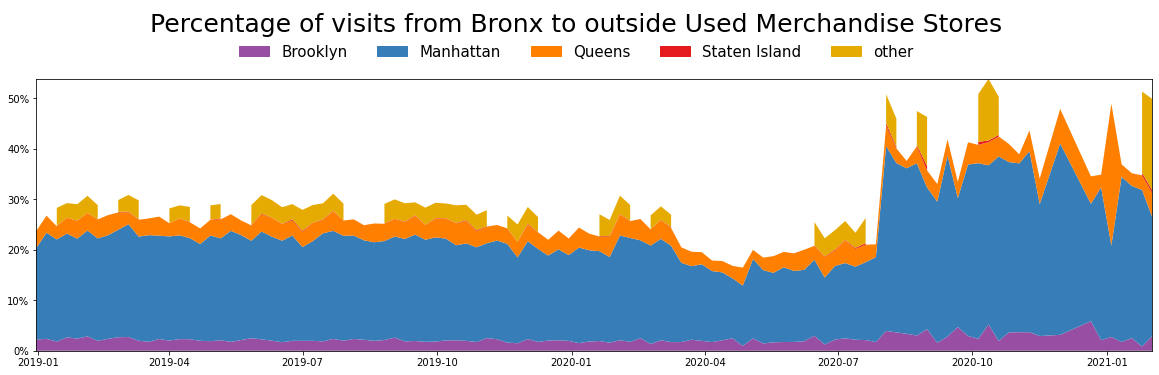 Percentage of visits from Bronx to outside Used Merchandise Stores
Brooklyn Manhattan Queens Staten Island other
50%
40%
30%
20%
10%
0%
2019-01 2019-04 2019-07 2019-10 2020-01 2020-04 2020-07 2020-10 2021-01